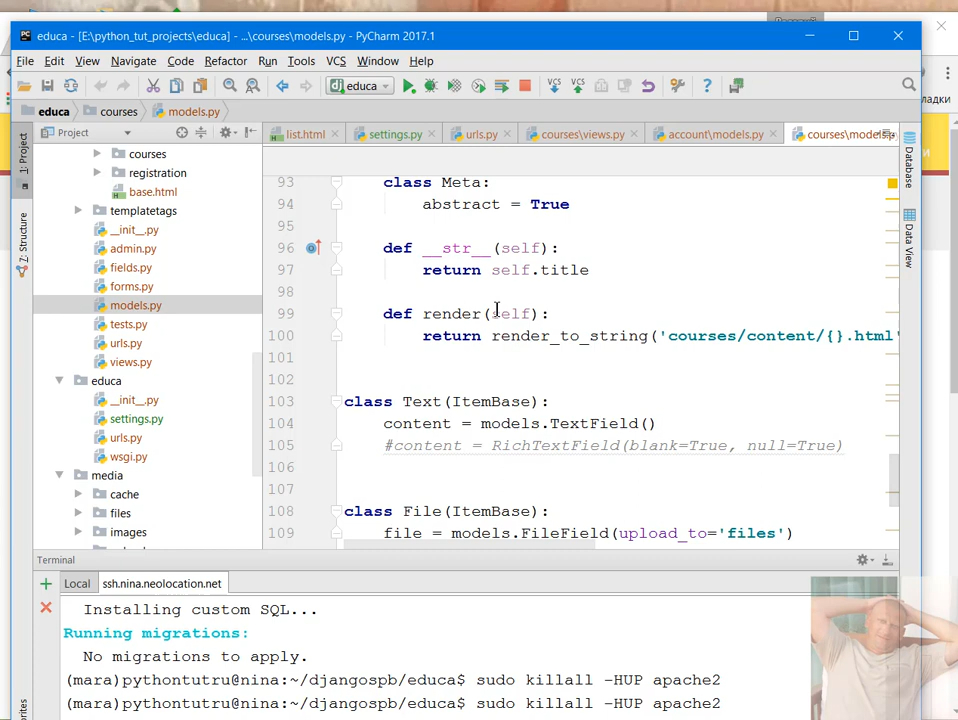 educa - [E:\python_tut_projects\educa] - ...\courses\models.py - PyCharm 2017.1
File Edit View Navigate Code Refactor Run Tools VCS Window Help
educa
educa courses models.py
ладки
1: Project
Project
list.html settings.py urls.py courses\views.py account\models.py courses\models.py
courses
registration
base.html
templatetags
__init__.py
admin.py
fields.py
forms.py
models.py
tests.py
urls.py
views.py
educa
__init__.py
settings.py
urls.py
wsgi.py
media
cache
files
images
Z: Structure
Database
Data View
93 class Meta:
94 abstract = True
95
96 def __str__(self):
97 return self.title
98
99 def render(self):
100 return render_to_string('courses/content/{}.html'
101
102
103 class Text(ItemBase):
104 content = models.TextField()
105 #content = RichTextField(blank=True, null=True)
106
107
108 class File(ItemBase):
109 file = models.FileField(upload_to='files')
Terminal
Local ssh.nina.neolocation.net
Installing custom SQL...
Running migrations:
No migrations to apply.
(mara)pythontutru@nina:~/djangospb/educa$ sudo killall -HUP apache2
(mara)pythontutru@nina:~/djangospb/educa$ sudo killall -HUP apache2